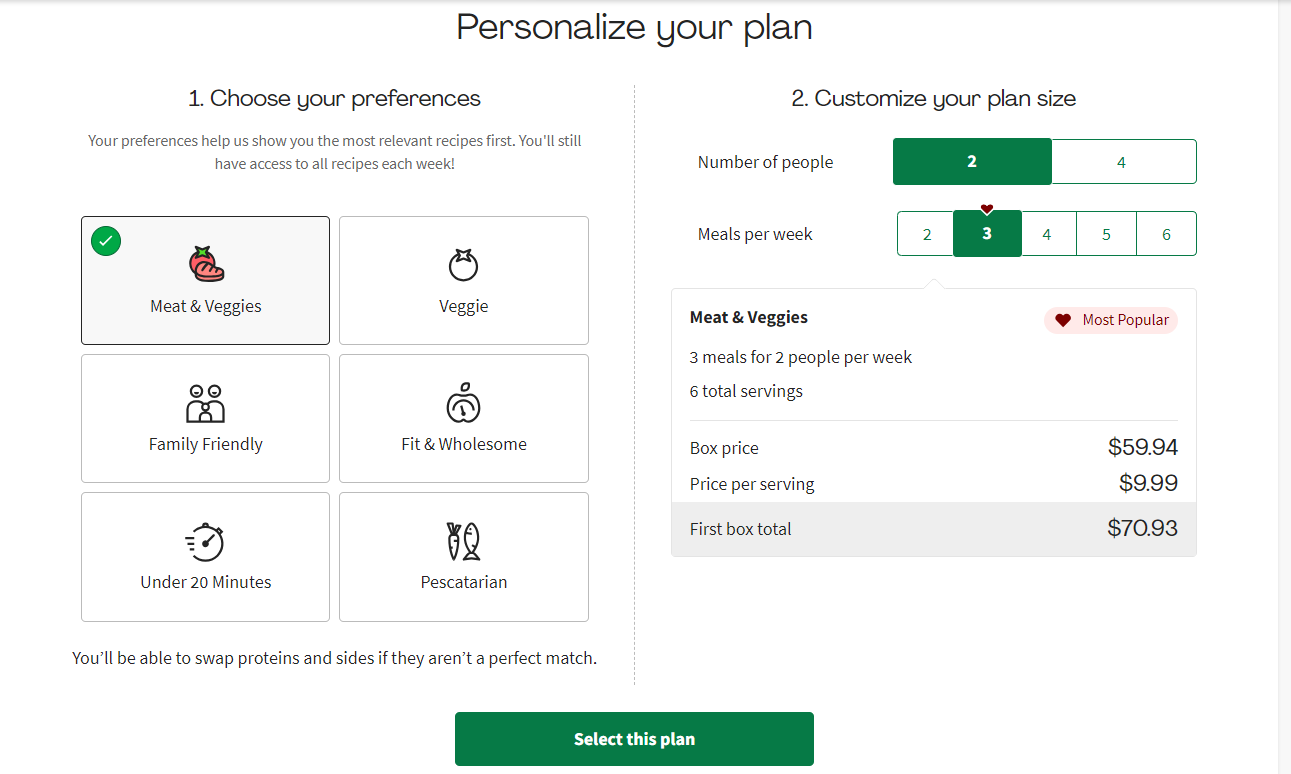 Personalize your plan
1. Choose your preferences
Your preferences help us show you the most relevant recipes first. You'll still
have access to all recipes each week!
Meat & Veggies
Veggie
Family Friendly
Fit & Wholesome
Under 20 Minutes
Pescatarian
You’ll be able to swap proteins and sides if they aren’t a perfect match.
2. Customize your plan size
Number of people
2 4
Meals per week
2 3 4 5 6
Meat & Veggies
Most Popular
3 meals for 2 people per week
6 total servings
Box price $59.94
Price per serving $9.99
First box total $70.93
Select this plan